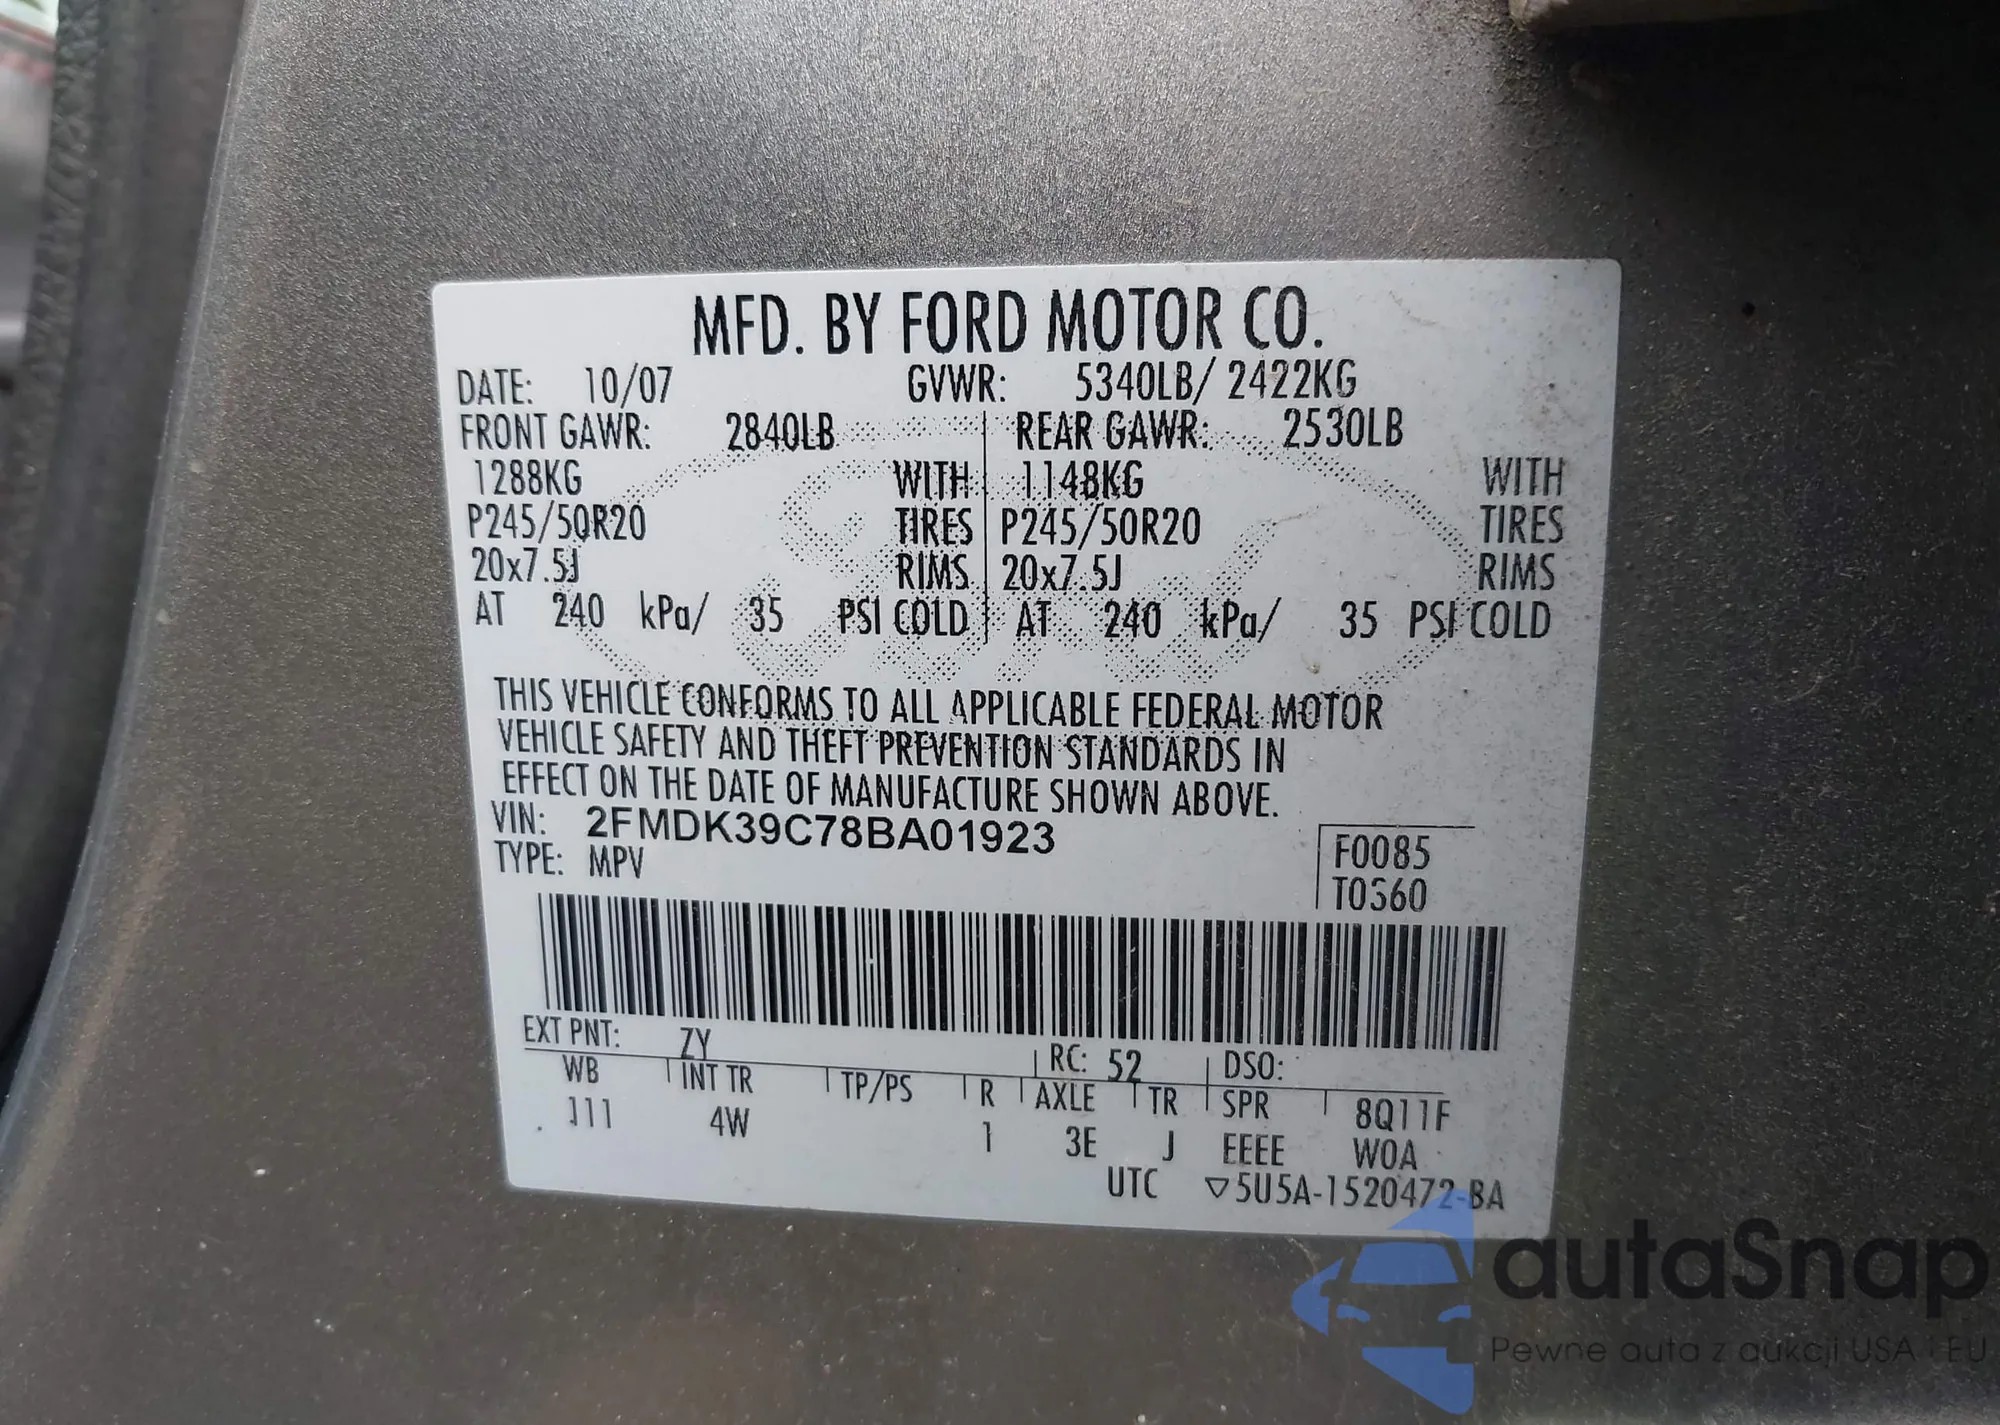 MFD. BY FORD MOTOR CO.
DATE: 10/07 GVWR: 5340LB/ 2422KG
FRONT GAWR: 2840LB REAR GAWR: 2530LB
1288KG WITH 1148KG WITH
P245/50R20 TIRES P245/50R20 TIRES
20x7.5J RIMS 20x7.5J RIMS
AT 240 kPa/ 35 PSI COLD AT 240 kPa/ 35 PSI COLD
THIS VEHICLE CONFORMS TO ALL APPLICABLE FEDERAL MOTOR
VEHICLE SAFETY AND THEFT PREVENTION STANDARDS IN
EFFECT ON THE DATE OF MANUFACTURE SHOWN ABOVE.
VIN: 2FMDK39C78BA01923
TYPE: MPV
F0085
T0S60
EXT PNT: ZY RC: 52 DSO:
WB INT TR TP/PS R AXLE TR SPR 8Q11F
111 4W 1 3E J EEEE WOA
UTC ▽5U5A-1520472-BA
autaSnap
Pewne auta z aukcji USA i EU